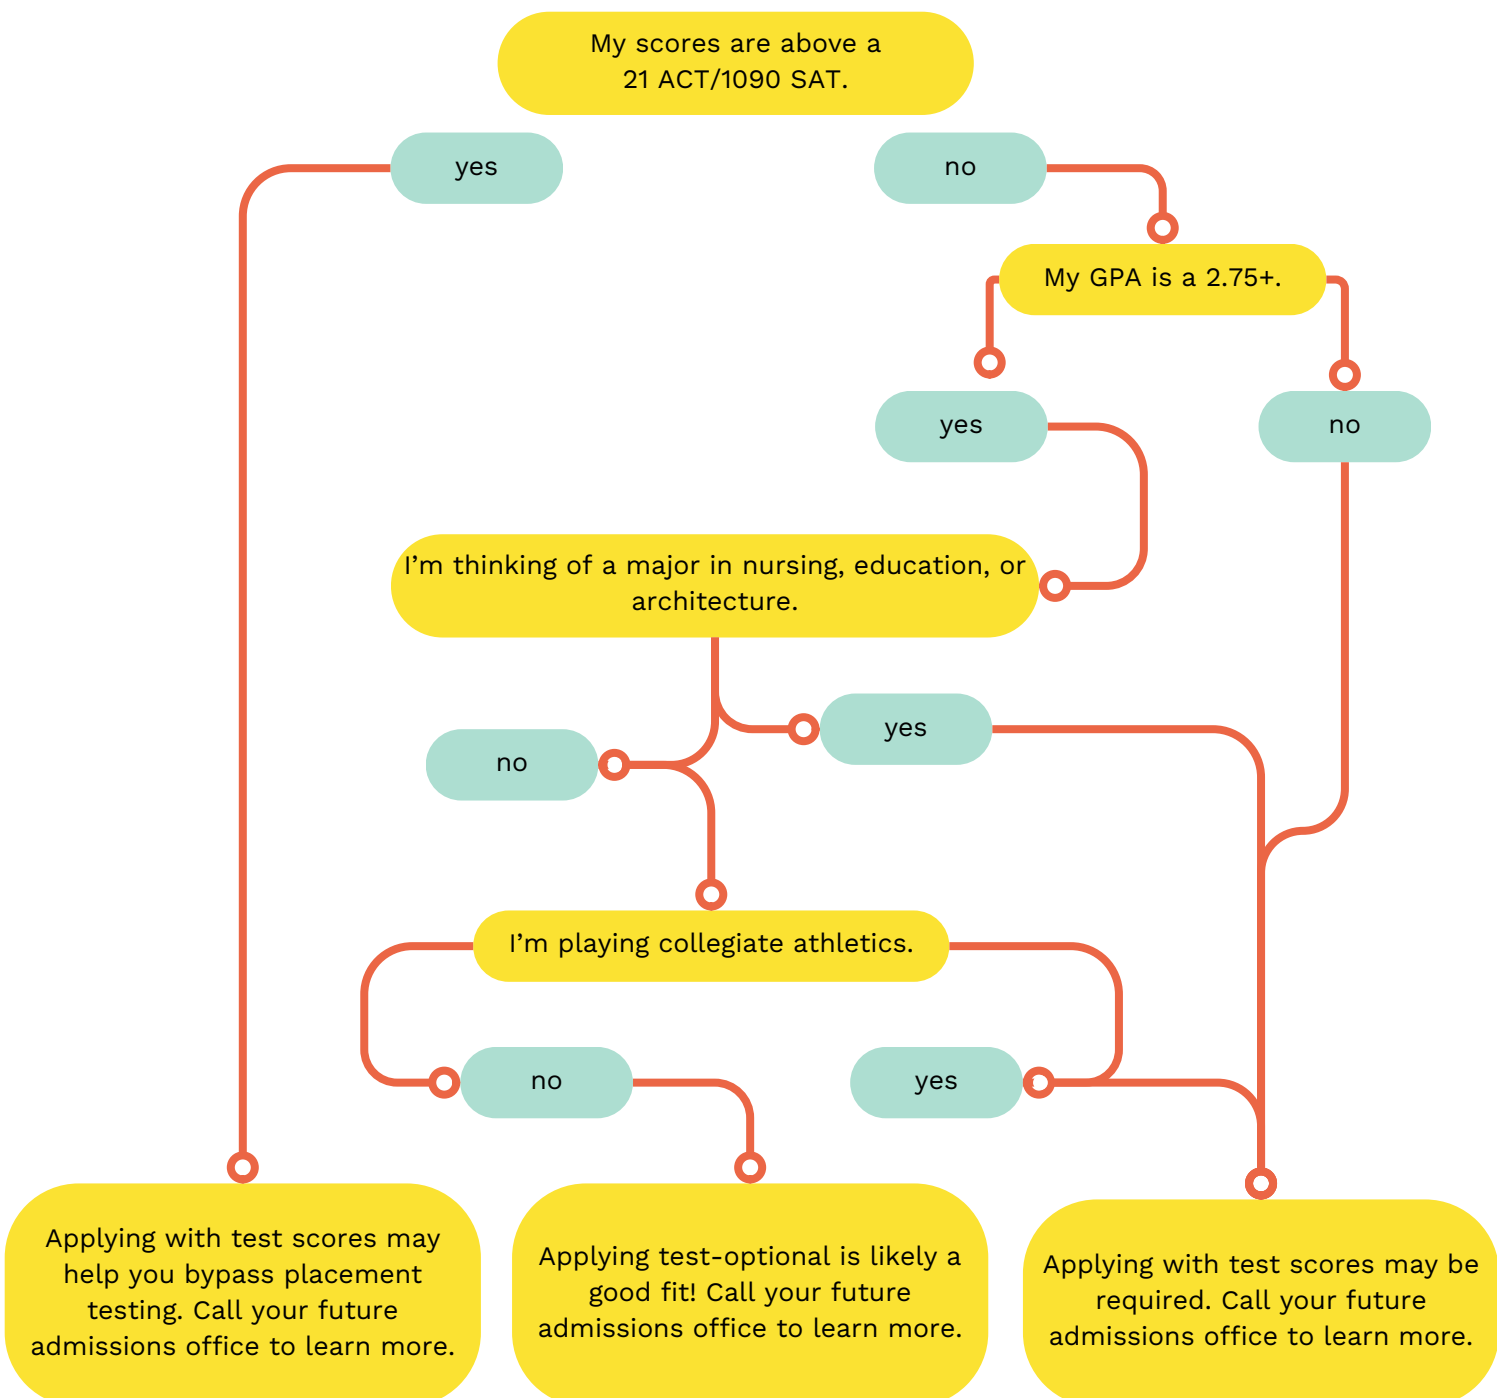 My scores are above a
21 ACT/1090 SAT.
yes
no
My GPA is a 2.75+.
yes
no
I’m thinking of a major in nursing, education, or
architecture.
yes
no
I’m playing collegiate athletics.
no
yes
Applying with test scores may
help you bypass placement
testing. Call your future
admissions office to learn more.
Applying test-optional is likely a
good fit! Call your future
admissions office to learn more.
Applying with test scores may be
required. Call your future
admissions office to learn more.